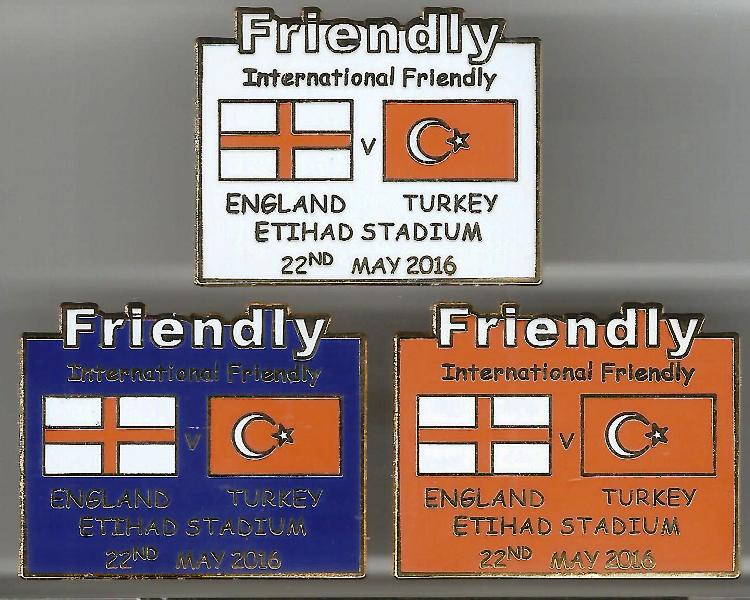 Friendly
International Friendly
V
ENGLAND TURKEY
ETIHAD STADIUM
22ND MAY 2016
Friendly
International Friendly
V
ENGLAND TURKEY
ETIHAD STADIUM
22ND MAY 2016
Friendly
International Friendly
V
ENGLAND TURKEY
ETIHAD STADIUM
22ND MAY 2016